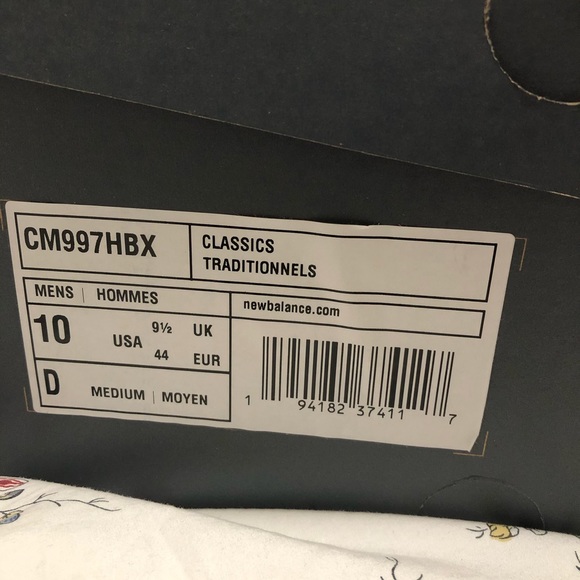 CM997HBX
CLASSICS
TRADITIONNELS
MENS | HOMMES
newbalance.com
10 USA 9½ UK
44 EUR
D MEDIUM | MOYEN
1 94182 37411 7